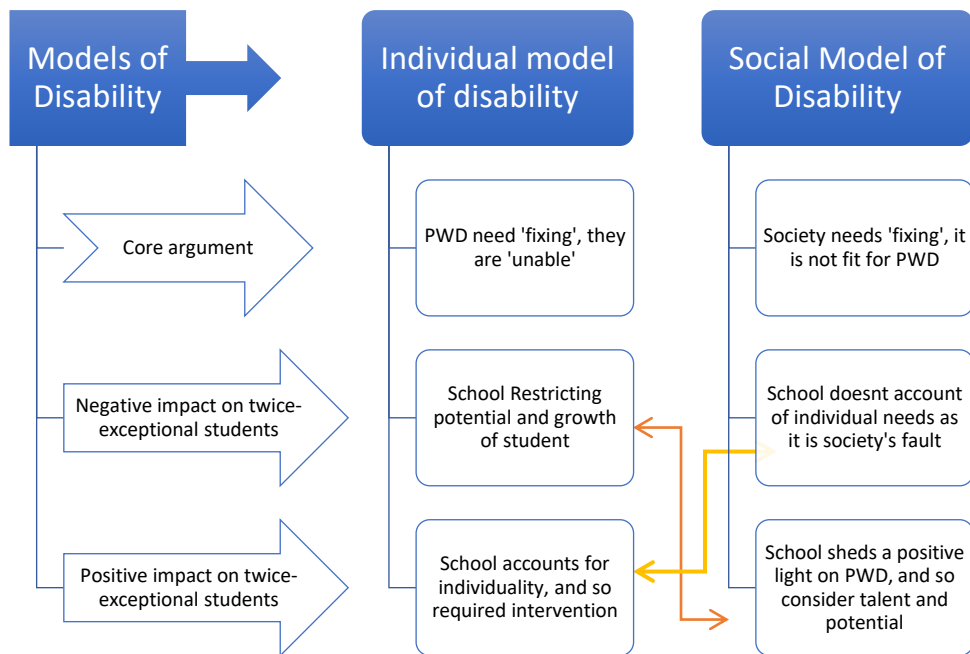 Models of
Disability
Individual model
of disability
Social Model of
Disability
Core argument
PWD need 'fixing', they
are 'unable'
Society needs 'fixing', it
is not fit for PWD
Negative impact on twice-
exceptional students
School Restricting
potential and growth
of student
School doesnt account
of individual needs as
it is society's fault
Positive impact on twice-
exceptional students
School accounts for
individuality, and so
required intervention
School sheds a positive
light on PWD, and so
consider talent and
potential